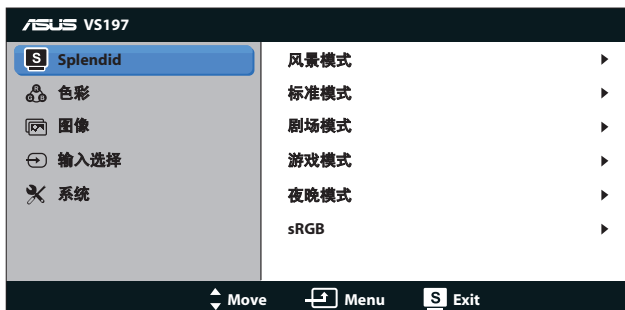 ASUS VS197
S Splendid
色彩
图像
输入选择
系统
风景模式
标准模式
剧场模式
游戏模式
夜晚模式
sRGB
Move Menu S Exit